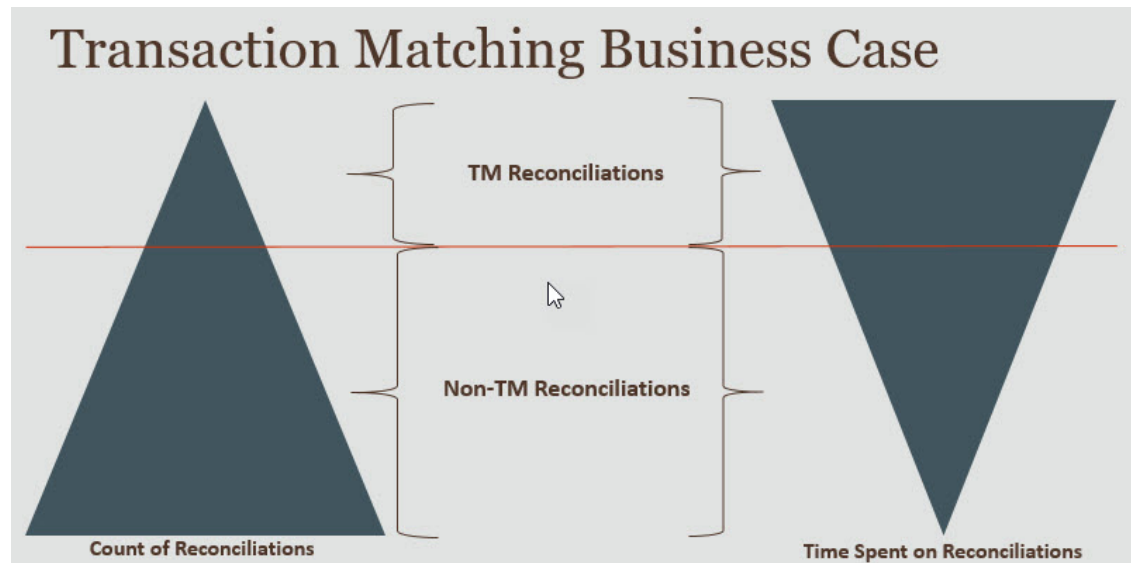 Transaction Matching Business Case
TM Reconciliations
Non-TM Reconciliations
Count of Reconciliations
Time Spent on Reconciliations